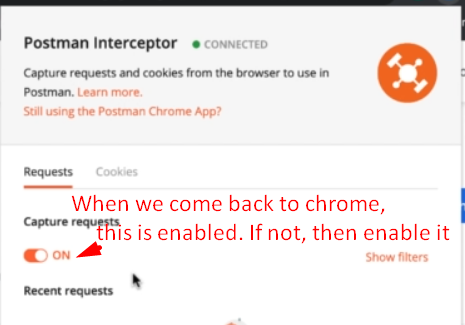 Postman Interceptor CONNECTED
Capture requests and cookies from the browser to use in
Postman. Learn more.
Still using the Postman Chrome App?
Requests Cookies
When we come back to chrome,
Capture requests.
this is enabled. If not, then enable it
ON
Show filters
Recent requests